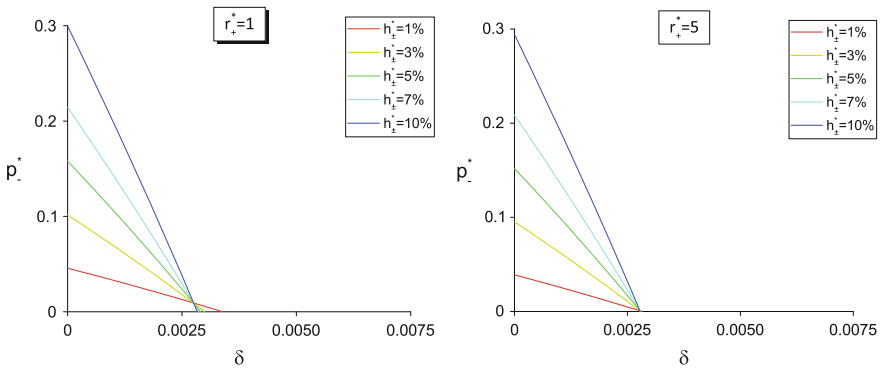 r₊*=1
0.3
0.2
0.1
0
p₋*
0
0.0025
0.0050
0.0075
δ
h±*=1%
h±*=3%
h±*=5%
h±*=7%
h±*=10%
r₊*=5
0.3
0.2
0.1
0
p₋*
0
0.0025
0.0050
0.0075
δ
h±*=1%
h±*=3%
h±*=5%
h±*=7%
h±*=10%